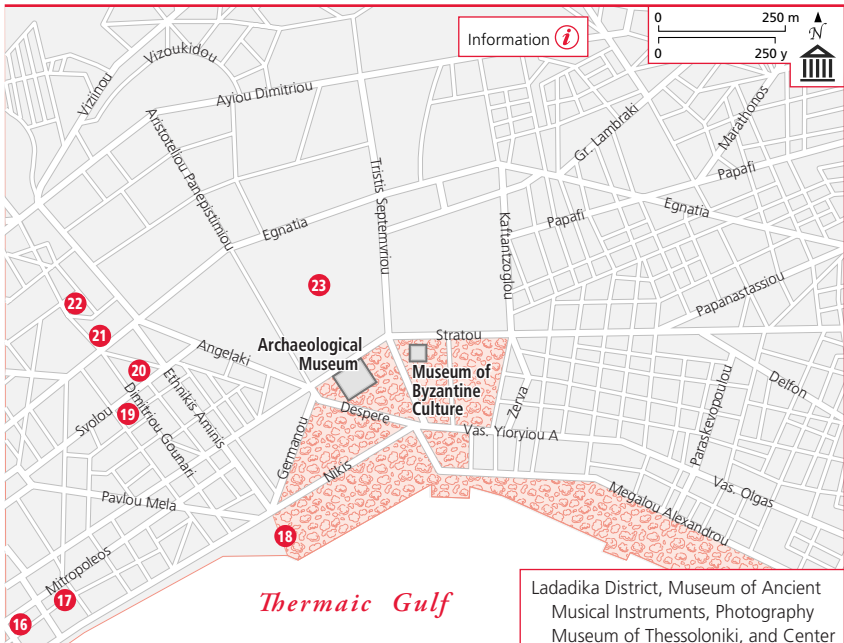 Information i
0 250 m
0 250 y
N
Viziinou
Vizoukidou
Ayiou Dimitriou
Aristoteliou Panepistimiou
Tristis Septemvriou
Egnatia
Kaftantzoglou
Gr. Lambraki
Marathonos
Papafi
Papafi
Egnatia
Papanastassiou
23
22
21
20
19
Angelaki
Archaeological
Museum
Stratou
Museum of
Byzantine
Culture
Svolou
Dimitriou Gounari
Ethnikis Aminis
Germanou
Despere
Nikis
Zerva
Vas. Yloryiou A
Paraskevopoulou
Delfon
Vas. Olgas
Megalou Alexandrou
Pavlou Mela
Mitropoleos
18
17
16
Thermaic Gulf
Ladadika District, Museum of Ancient
Musical Instruments, Photography
Museum of Thessoloniki, and Center